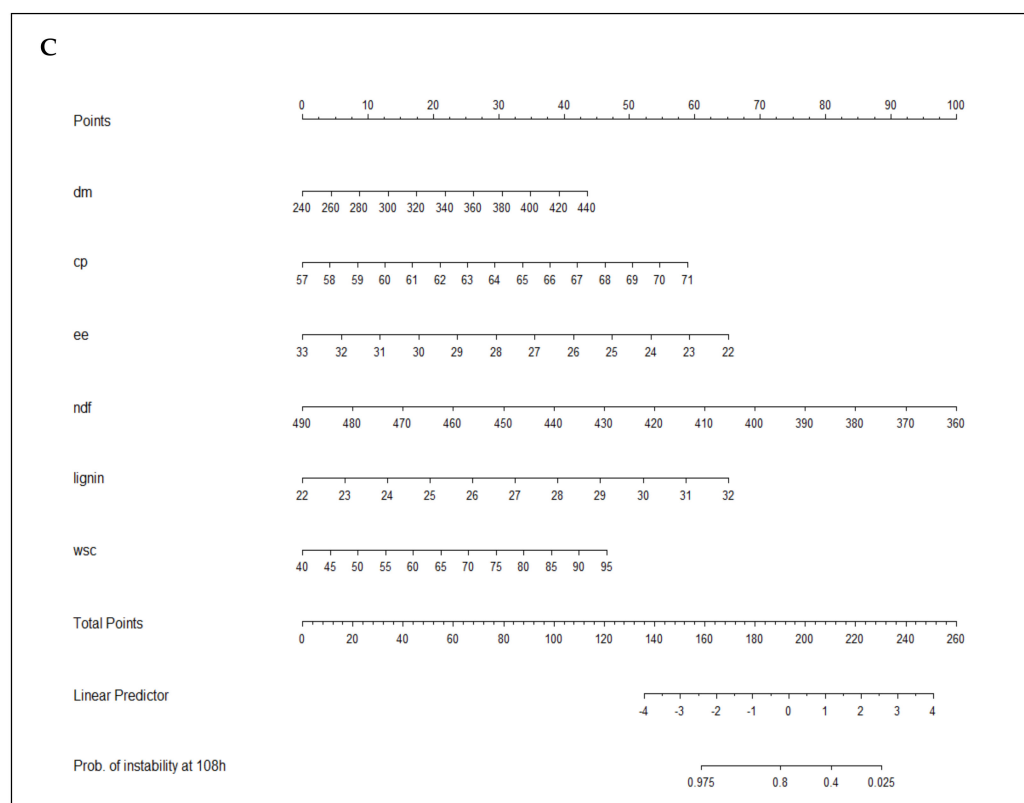 C
Points
0 10 20 30 40 50 60 70 80 90 100
dm
240 260 280 300 320 340 360 380 400 420 440
cp
57 58 59 60 61 62 63 64 65 66 67 68 69 70 71
ee
33 32 31 30 29 28 27 26 25 24 23 22
ndf
490 480 470 460 450 440 430 420 410 400 390 380 370 360
lignin
22 23 24 25 26 27 28 29 30 31 32
wsc
40 45 50 55 60 65 70 75 80 85 90 95
Total Points
0 20 40 60 80 100 120 140 160 180 200 220 240 260
Linear Predictor
-4 -3 -2 -1 0 1 2 3 4
Prob. of instability at 108h
0.975 0.8 0.4 0.025